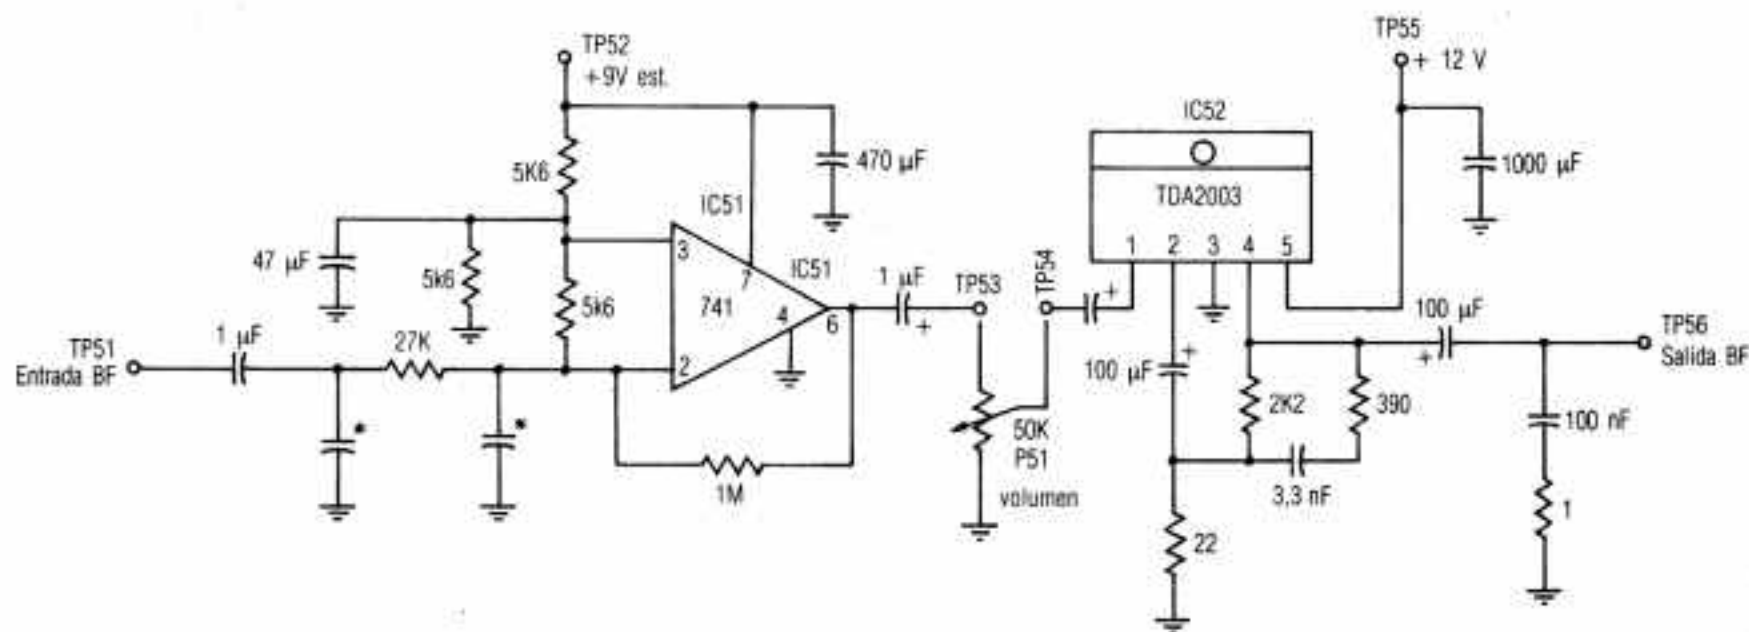 TP52
+9V est.
TP55
+ 12 V
IC52
5K6
470 µF
1000 µF
TDA2003
IC51
1 2 3 4 5
47 µF
5k6
3
7
IC51
1 µF
TP53
TP54
+
5k6
741
4
6
+
2
TP51
Entrada BF
1 µF
27K
100 µF
+
100 µF
+
TP56
Salida BF
*
*
50K
P51
volumen
2K2
390
100 nF
1M
3,3 nF
22
1